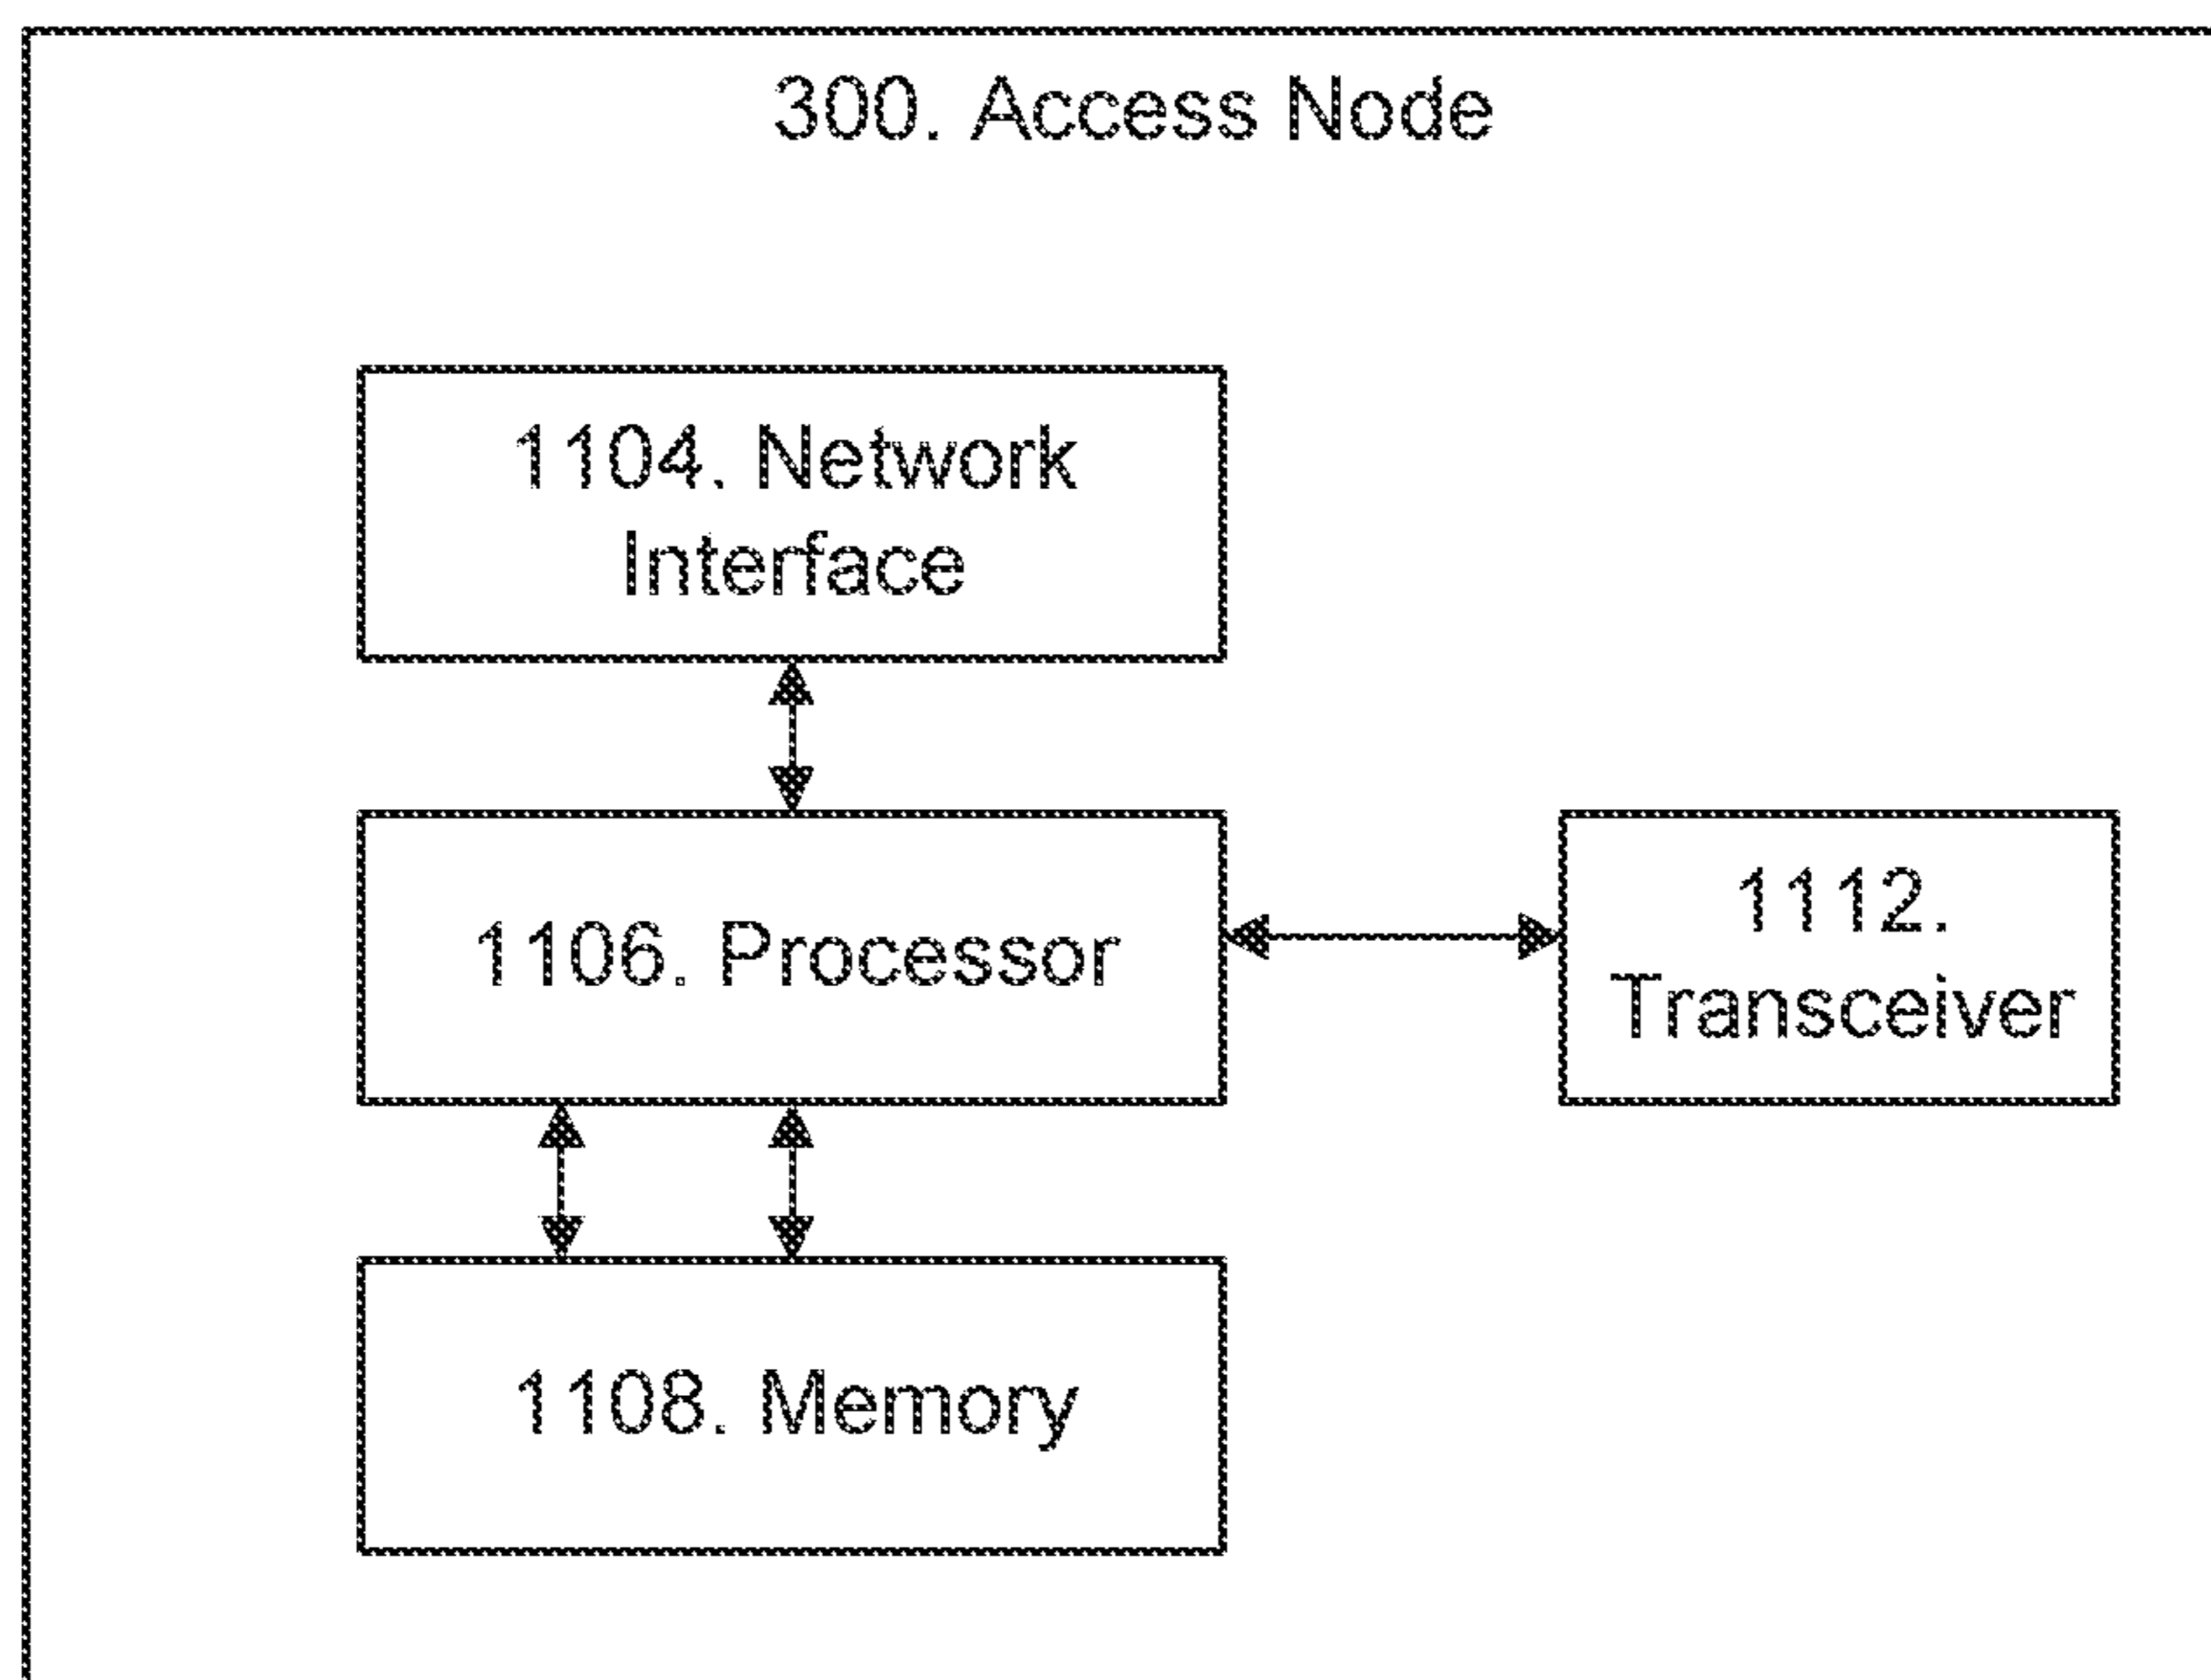 300. Access Node
1104. Network
Interface
1106. Processor
1112.
Transceiver
1108. Memory